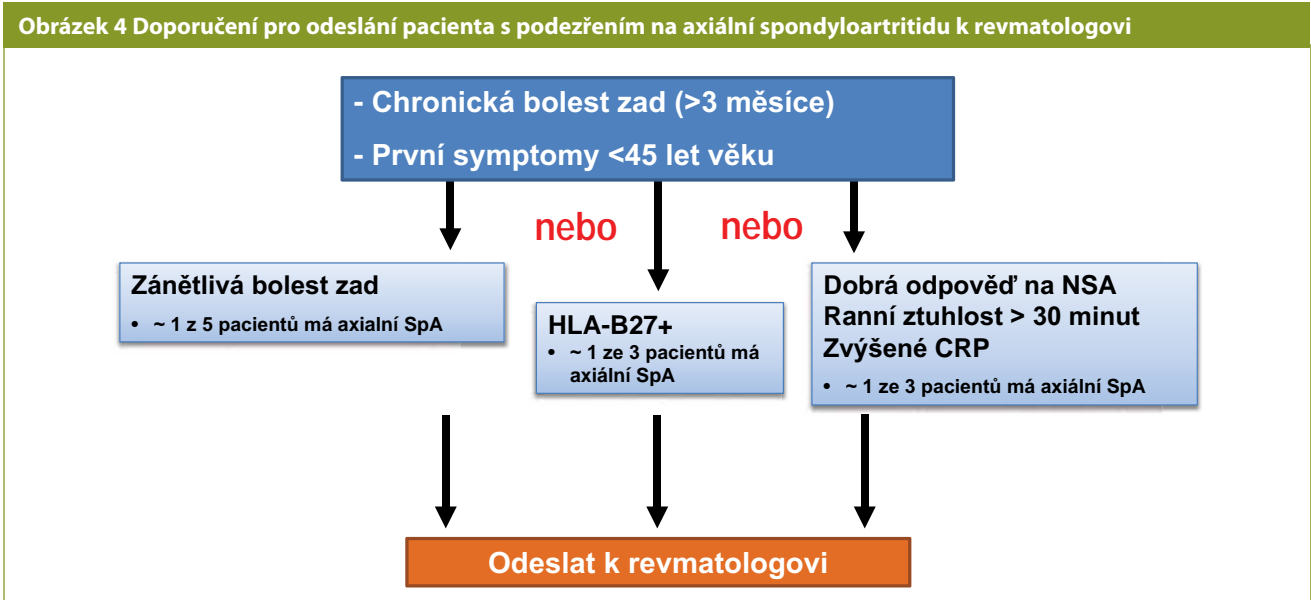 Obrázek 4 Doporučení pro odeslání pacienta s podezřením na axiální spondyloartritidu k revmatologovi
- Chronická bolest zad (>3 měsíce)
- První symptomy <45 let věku
nebo
nebo
Zánětlivá bolest zad
• ~ 1 z 5 pacientů má axialní SpA
HLA-B27+
• ~ 1 ze 3 pacientů má
axiální SpA
Dobrá odpověď na NSA
Ranní ztuhlost > 30 minut
Zvýšené CRP
• ~ 1 ze 3 pacientů má axiální SpA
Odeslat k revmatologovi